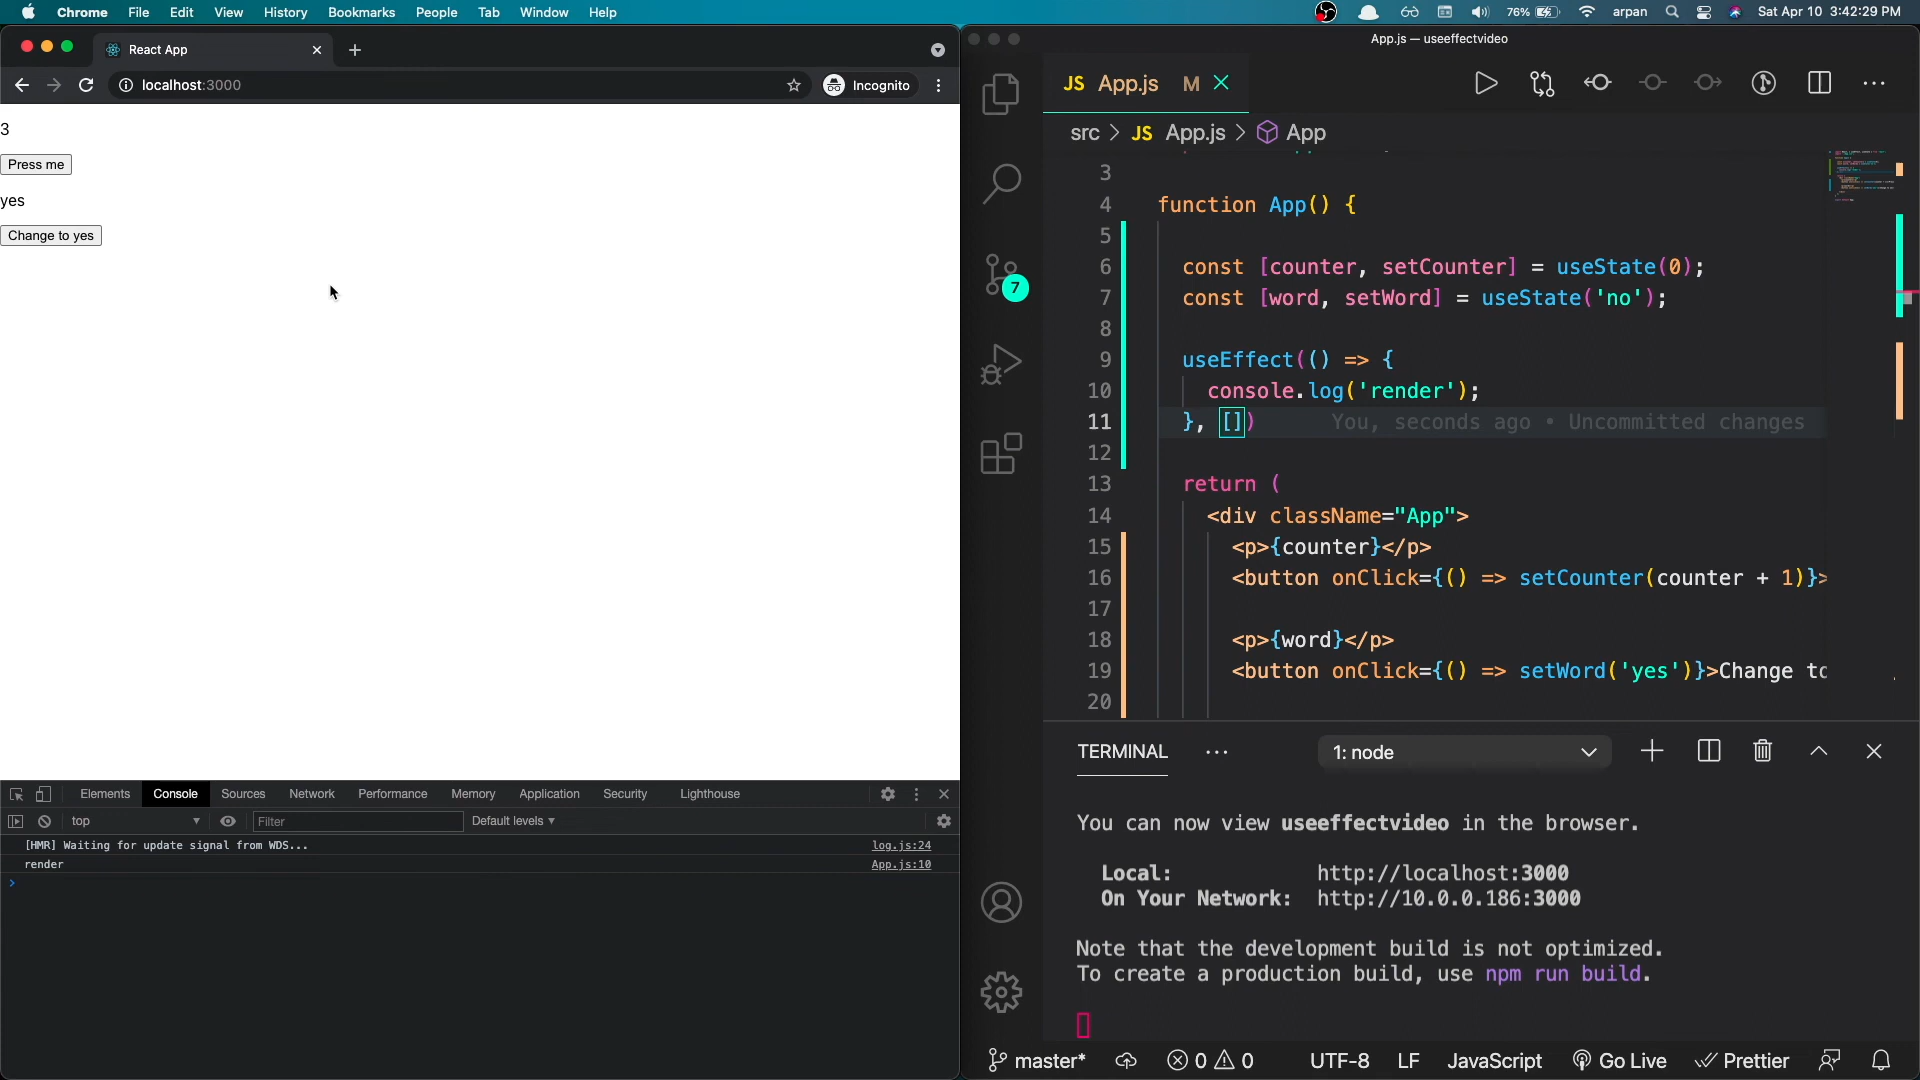 Chrome File Edit View History Bookmarks People Tab Window Help
76% arpan Sat Apr 10 3:42:29 PM
React App
localhost:3000
Incognito
3
Press me
yes
Change to yes
Elements Console Sources Network Performance Memory Application Security Lighthouse
top Filter Default levels
[HMR] Waiting for update signal from WDS... log.js:24
render App.js:10
App.js — useeffectvideo
JS App.js M
src > JS App.js > App
7
3
4 function App() {
5
6 const [counter, setCounter] = useState(0);
7 const [word, setWord] = useState('no');
8
9 useEffect(() => {
10 console.log('render');
11 }, []) You, seconds ago • Uncommitted changes
12
13 return (
14 <div className="App">
15 <p>{counter}</p>
16 <button onClick={() => setCounter(counter + 1)}>
17
18 <p>{word}</p>
19 <button onClick={() => setWord('yes')}>Change to
20
TERMINAL 1: node
You can now view useeffectvideo in the browser.
Local: http://localhost:3000
On Your Network: http://10.0.0.186:3000
Note that the development build is not optimized.
To create a production build, use npm run build.
master* 0 0 UTF-8 LF JavaScript Go Live Prettier